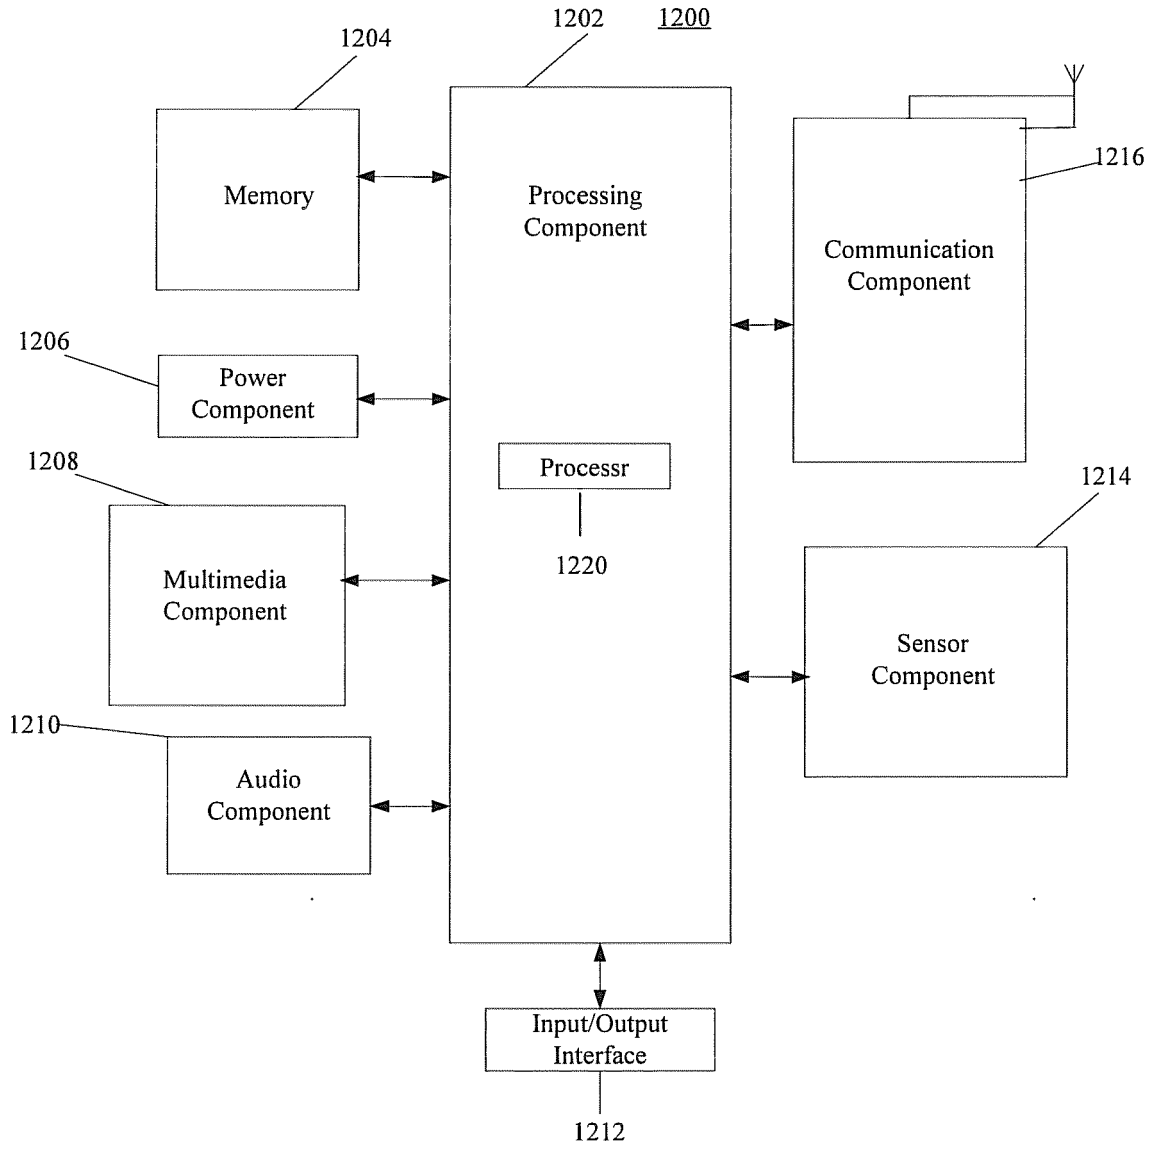 1202
1200
1204
Memory
Processing
Component
1216
Communication
Component
1206
Power
Component
1208
Processr
1220
1214
Multimedia
Component
Sensor
Component
1210
Audio
Component
Input/Output
Interface
1212